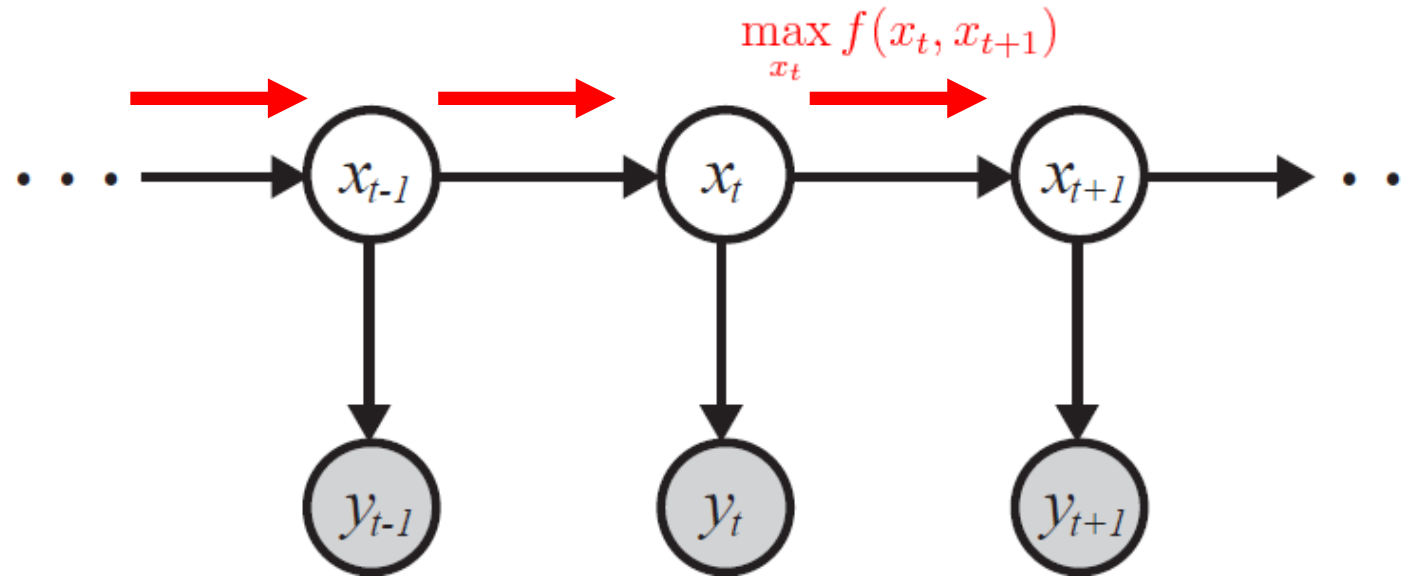 max f(x_t, x_{t+1})
x_t
· · · x_{t-1} x_t x_{t+1} · ·
y_{t-1} y_t y_{t+1}